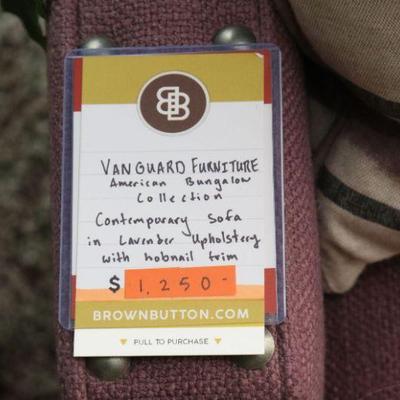 BB
VANGUARD FURNITURE
American Bungalow
Collection
Contemporary Sofa
in Lavender Upholstery
with hobnail trim
$ 1,250-
BROWNBUTTON.COM
▼ PULL TO PURCHASE ▼